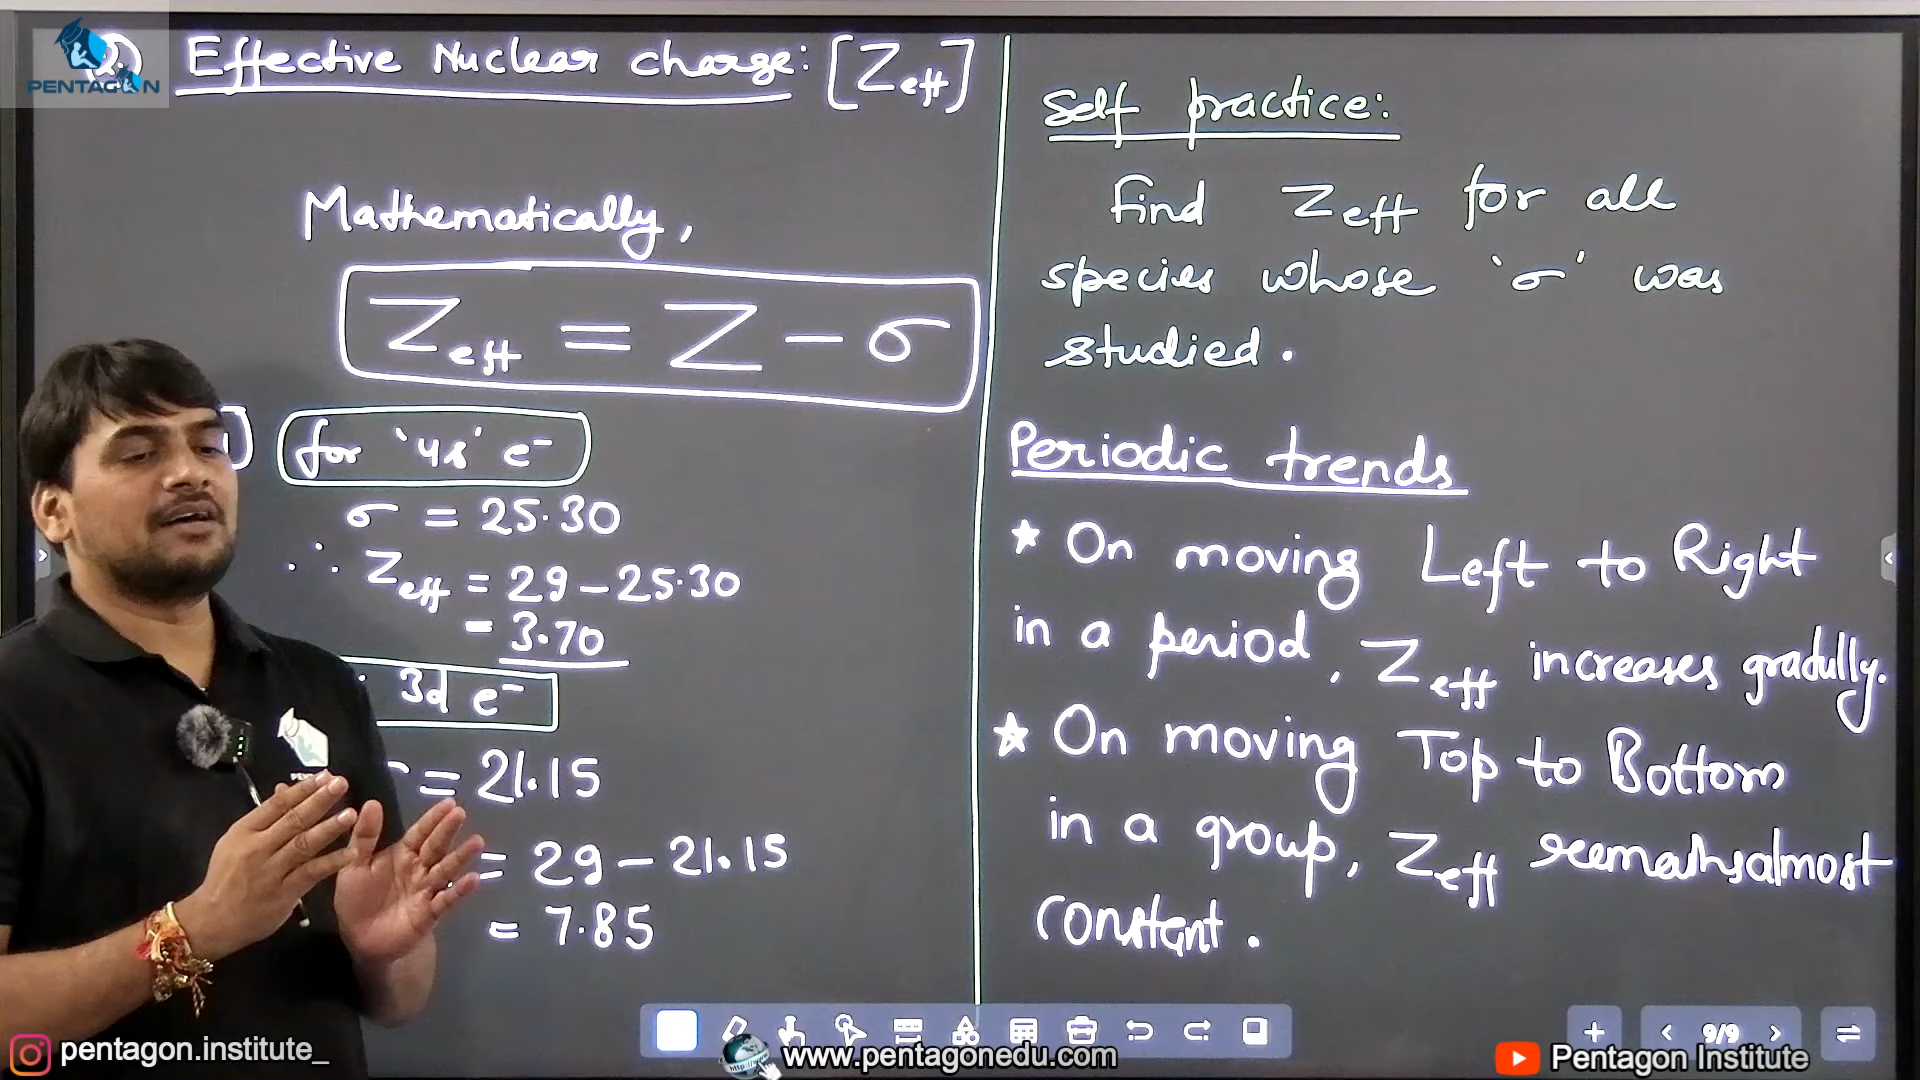 PENTAGON
Effective Nuclear charge: [Zeff]
Mathematically,
Zeff = Z - σ
for '4s' e⁻
σ = 25.30
∴ Zeff = 29 - 25.30
= 3.70
3d e⁻
= 21.15
= 29 - 21.15
= 7.85
Self practice:
Find Zeff for all
species whose 'σ' was
studied.
Periodic trends
★ On moving Left to Right
in a period, Zeff increases gradully.
★ On moving Top to Bottom
in a group, Zeff remains almost
constant.
9/9
pentagon.institute_
www.pentagonedu.com
Pentagon Institute